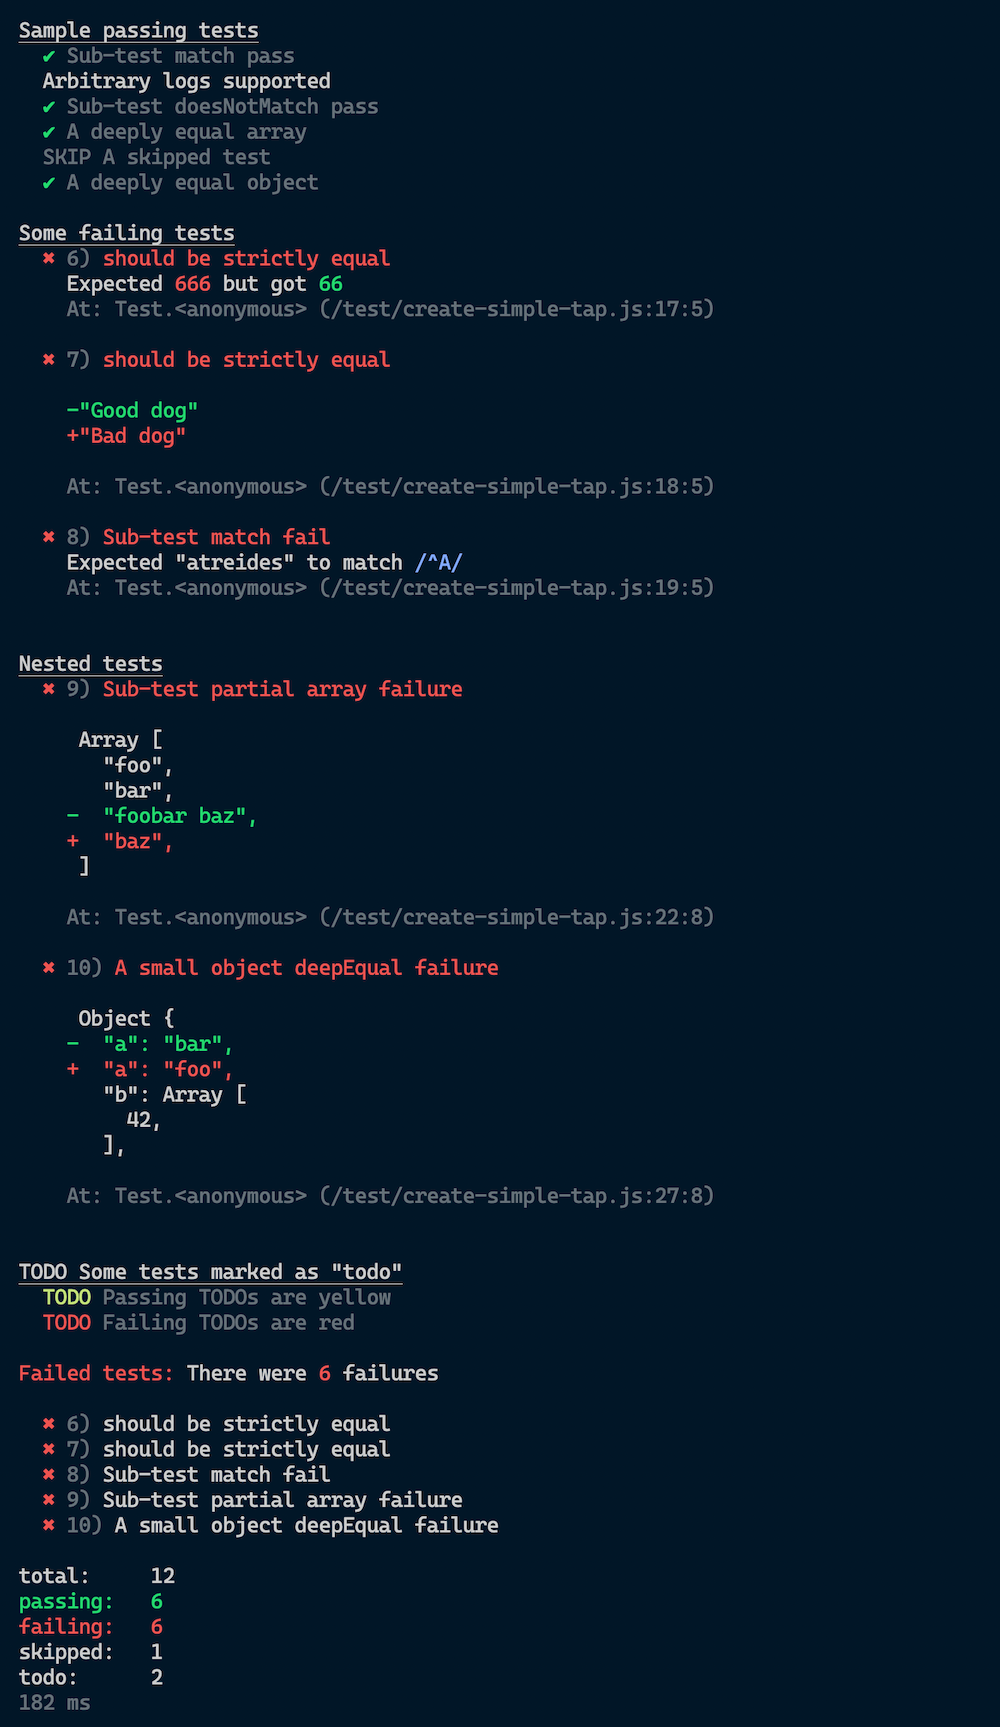 Sample passing tests
✔ Sub-test match pass
Arbitrary logs supported
✔ Sub-test doesNotMatch pass
✔ A deeply equal array
SKIP A skipped test
✔ A deeply equal object
Some failing tests
✖ 6) should be strictly equal
Expected 666 but got 66
At: Test.<anonymous> (/test/create-simple-tap.js:17:5)
✖ 7) should be strictly equal
-"Good dog"
+"Bad dog"
At: Test.<anonymous> (/test/create-simple-tap.js:18:5)
✖ 8) Sub-test match fail
Expected "atreides" to match /^A/
At: Test.<anonymous> (/test/create-simple-tap.js:19:5)
Nested tests
✖ 9) Sub-test partial array failure
Array [
"foo",
"bar",
- "foobar baz",
+ "baz",
]
At: Test.<anonymous> (/test/create-simple-tap.js:22:8)
✖ 10) A small object deepEqual failure
Object {
- "a": "bar",
+ "a": "foo",
"b": Array [
42,
],
At: Test.<anonymous> (/test/create-simple-tap.js:27:8)
TODO Some tests marked as "todo"
TODO Passing TODOs are yellow
TODO Failing TODOs are red
Failed tests: There were 6 failures
✖ 6) should be strictly equal
✖ 7) should be strictly equal
✖ 8) Sub-test match fail
✖ 9) Sub-test partial array failure
✖ 10) A small object deepEqual failure
total: 12
passing: 6
failing: 6
skipped: 1
todo: 2
182 ms